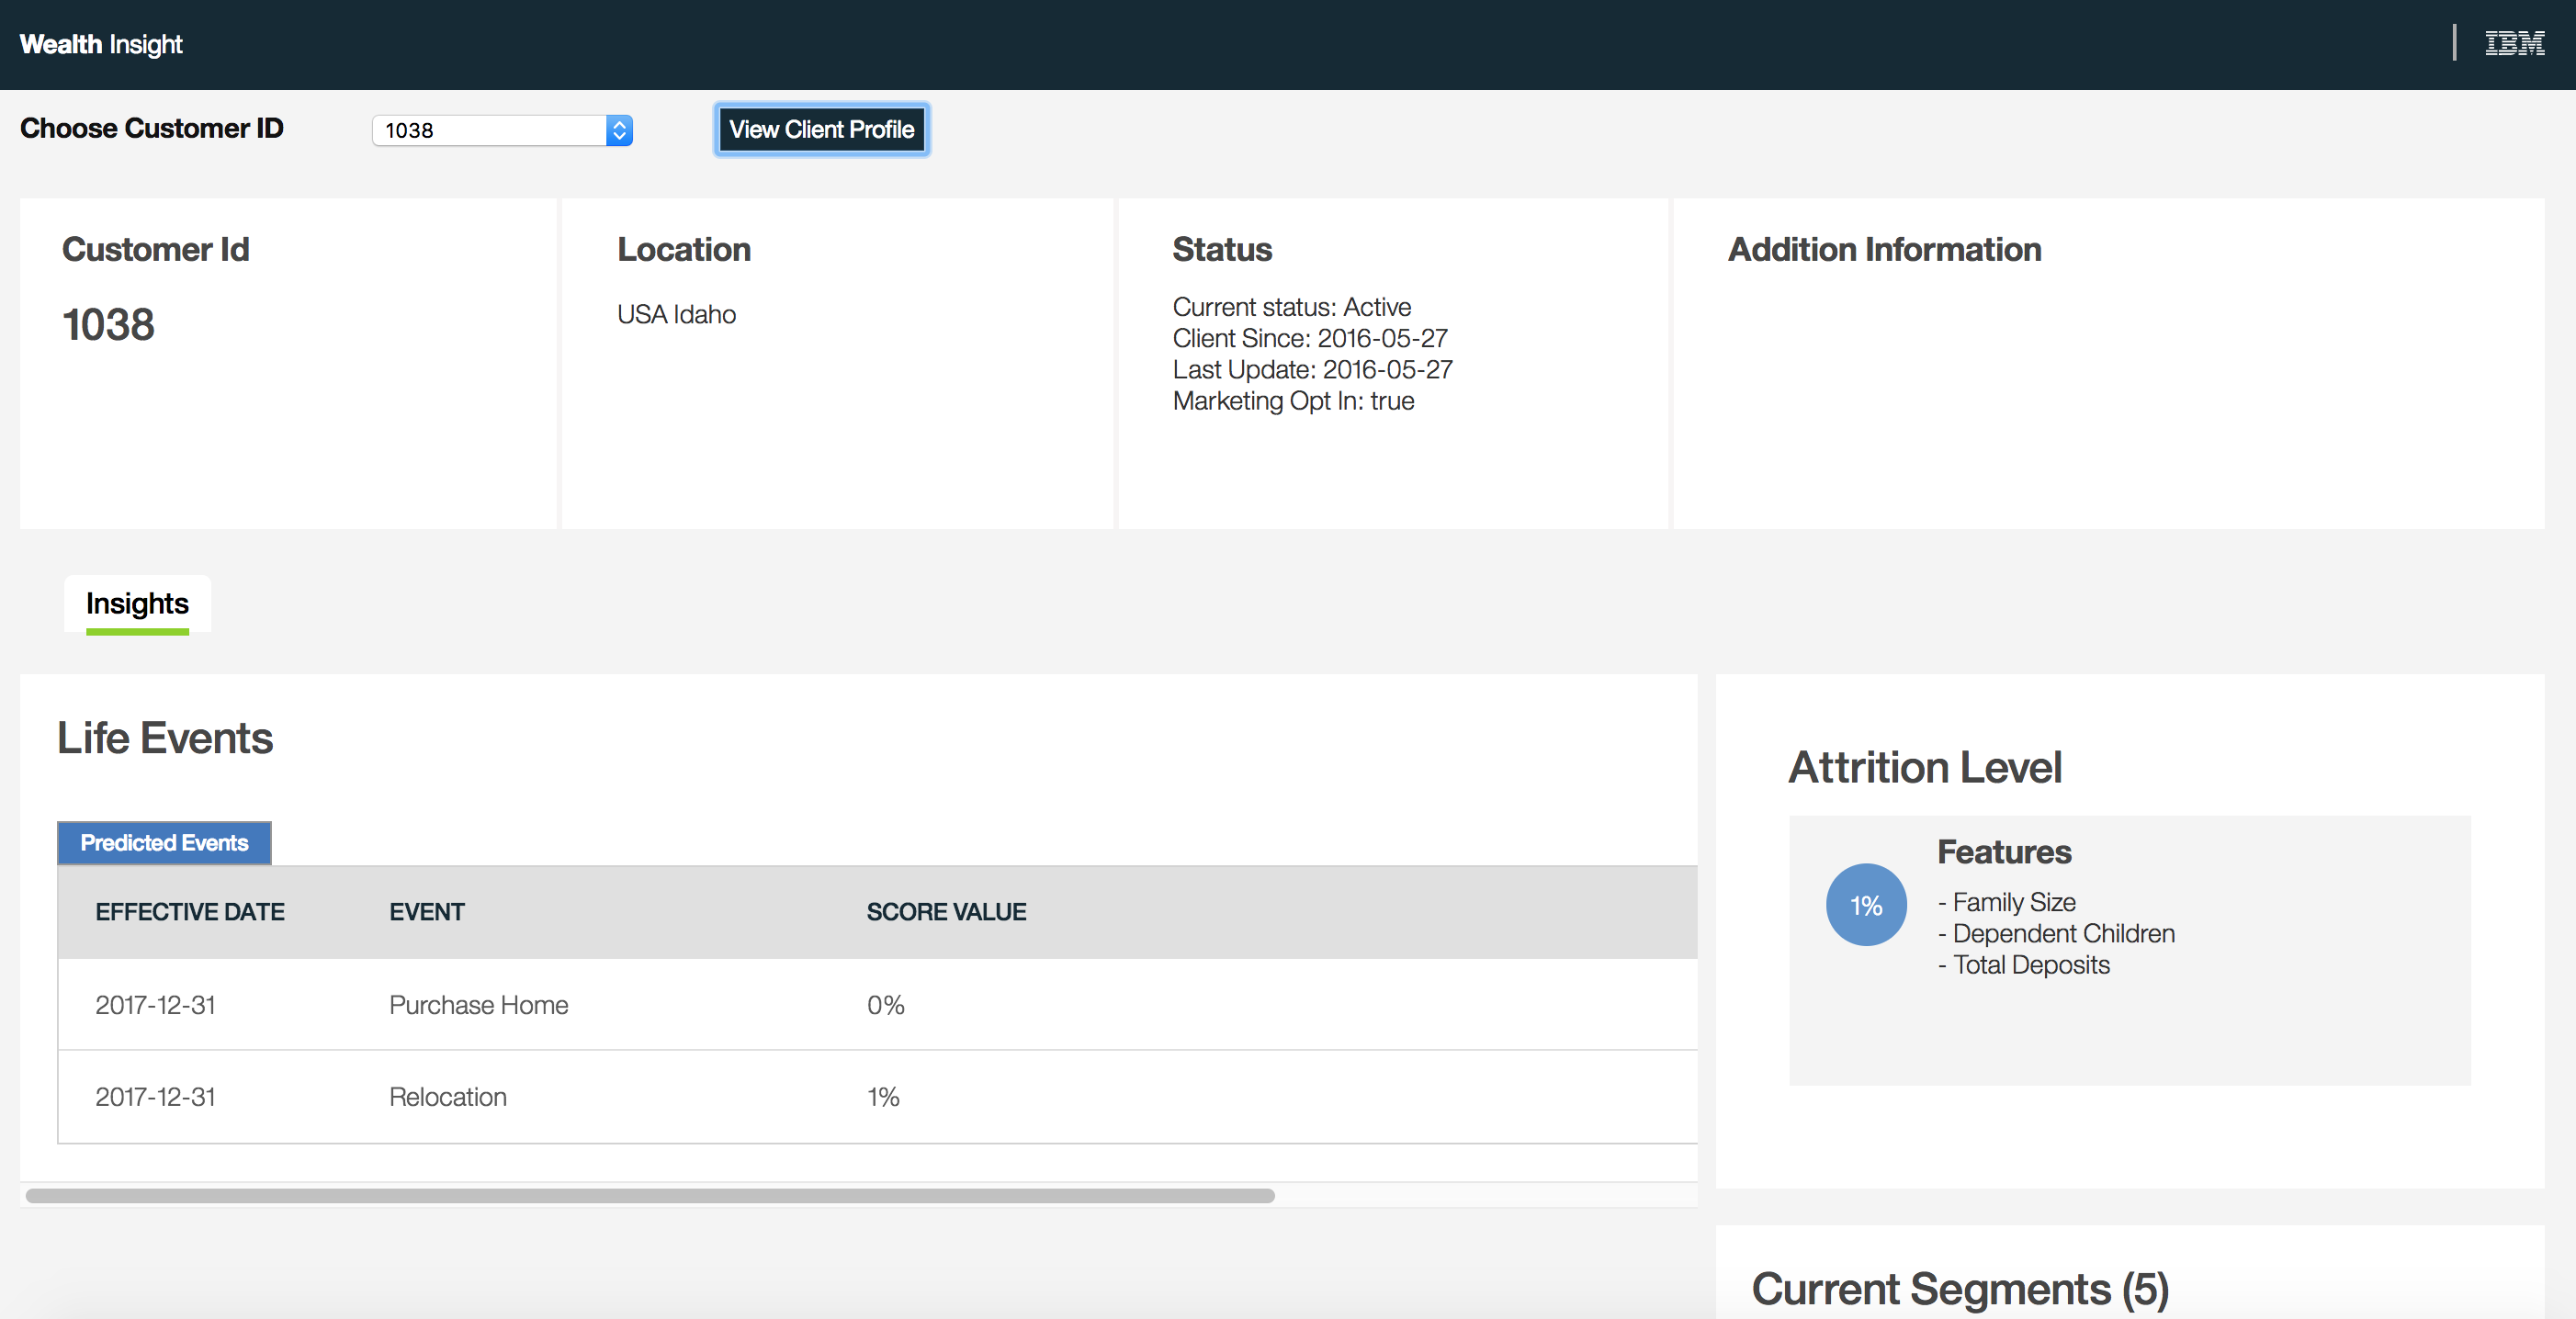 Wealth Insight
IBM
Choose Customer ID
1038
View Client Profile
Customer Id
1038
Location
USA Idaho
Status
Current status: Active
Client Since: 2016-05-27
Last Update: 2016-05-27
Marketing Opt In: true
Addition Information
Insights
Life Events
Predicted Events
EFFECTIVE DATE EVENT SCORE VALUE
2017-12-31 Purchase Home 0%
2017-12-31 Relocation 1%
Attrition Level
1%
Features
- Family Size
- Dependent Children
- Total Deposits
Current Segments (5)